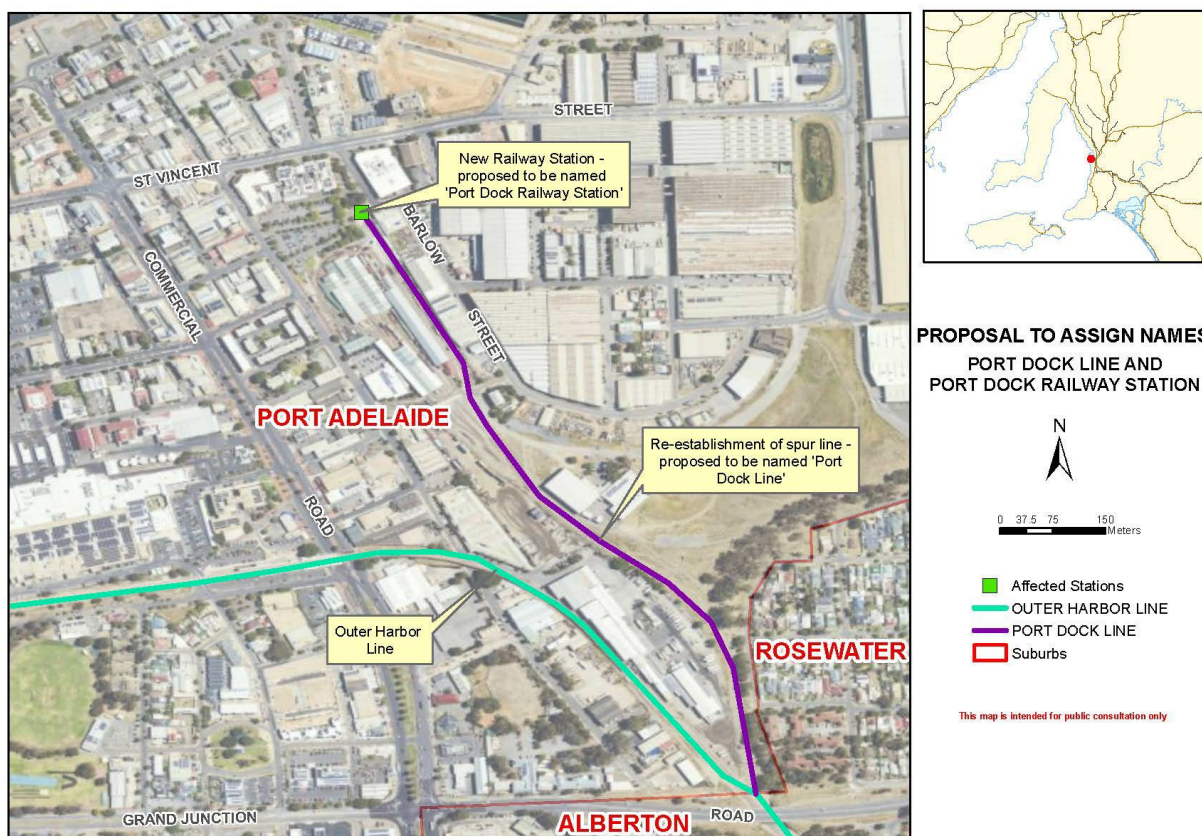 STREET
ST VINCENT
New Railway Station -
proposed to be named
'Port Dock Railway Station'
BARLOW
STREET
COMMERCIAL
ROAD
PORT ADELAIDE
Re-establishment of spur line -
proposed to be named 'Port
Dock Line'
Outer Harbor
Line
ROSEWATER
GRAND JUNCTION
ROAD
ALBERTON
PROPOSAL TO ASSIGN NAMES
PORT DOCK LINE AND
PORT DOCK RAILWAY STATION
N
0 37.5 75 150
Meters
Affected Stations
OUTER HARBOR LINE
PORT DOCK LINE
Suburbs
This map is intended for public consultation only